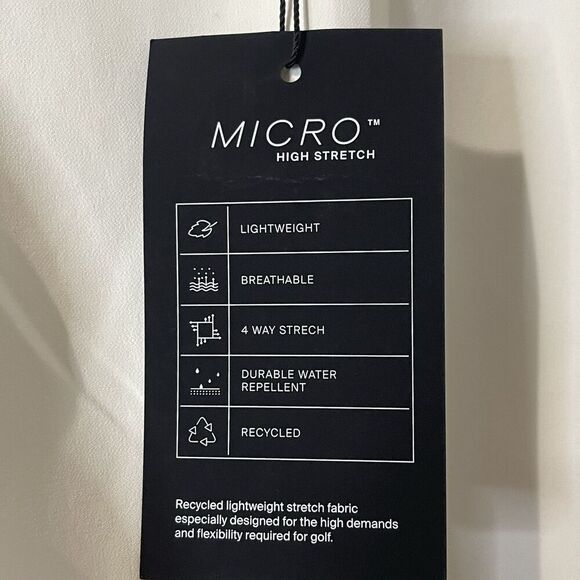 MICRO™
HIGH STRETCH
LIGHTWEIGHT
BREATHABLE
4 WAY STRECH
DURABLE WATER
REPELLENT
RECYCLED
Recycled lightweight stretch fabric
especially designed for the high demands
and flexibility required for golf.